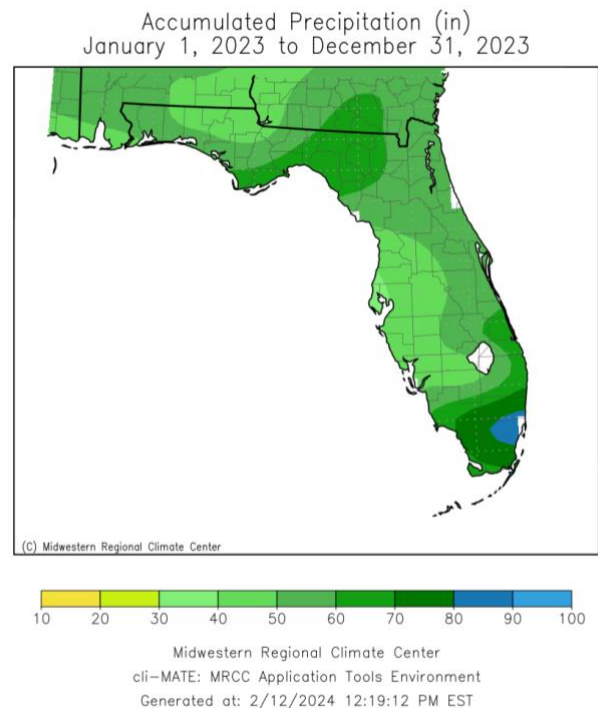 Accumulated Precipitation (in)
January 1, 2023 to December 31, 2023
(C) Midwestern Regional Climate Center
10 20 30 40 50 60 70 80 90 100
Midwestern Regional Climate Center
cli-MATE: MRCC Application Tools Environment
Generated at: 2/12/2024 12:19:12 PM EST